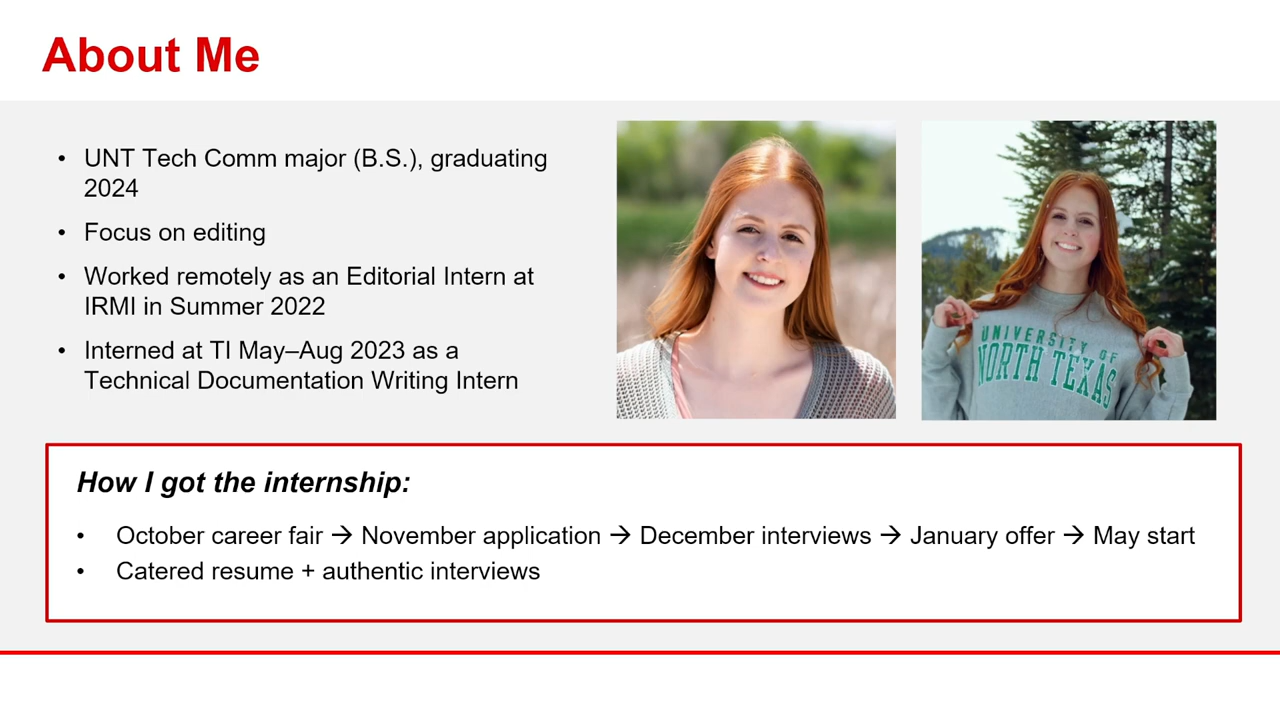 About Me
• UNT Tech Comm major (B.S.), graduating
2024
• Focus on editing
• Worked remotely as an Editorial Intern at
IRMI in Summer 2022
• Interned at TI May–Aug 2023 as a
Technical Documentation Writing Intern
UNIVERSITY OF
NORTH TEXAS
How I got the internship:
• October career fair → November application → December interviews → January offer → May start
• Catered resume + authentic interviews